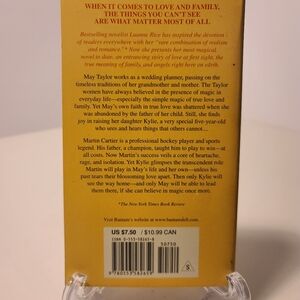 WHEN IT COMES TO LOVE AND FAMILY,
THE THINGS YOU CAN'T SEE
ARE WHAT MATTER MOST OF ALL
Bestselling novelist Luanne Rice has inspired the devotion
of readers everywhere with her "rare combination of realism
and romance."* Now she presents her most magical
novel to date, an entrancing story of love at first sight, the
true meaning of family, and angels right here on earth.
May Taylor works as a wedding planner, passing on the
timeless traditions of her grandmother and mother. The Taylor
women have always believed in the presence of magic in
everyday life—especially the simple magic of true love and
family. Yet May's own faith in true love was shattered when she was
abandoned by the father of her child. Still, she finds
joy in raising her daughter Kylie, a very special five-year-old
who sees and hears things that others cannot....
Martin Cartier is a professional hockey player and sports
legend. His father, a champion, taught him to play to win—at
all costs. Now Martin's success veils a core of heartache,
rage, and isolation. Yet Kylie glimpses the transcendent role
Martin will play in May's life and her own—unless his
past tears their blossoming love apart. Then only Kylie will
see the way home—and only May will be able to lead them
there, if she can believe in magic once more.
*The New York Times Book Review
Visit Bantam's website at www.bantamdell.com
US $7.50 / $10.99 CAN
ISBN 0-553-58265-8
50750
9 780553 582659
S